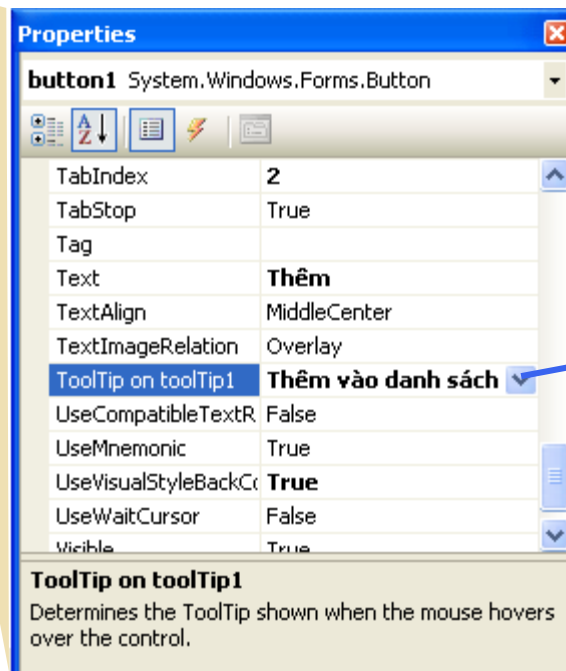 Properties
button1 System.Windows.Forms.Button
TabIndex 2
TabStop True
Tag
Text Thêm
TextAlign MiddleCenter
TextImageRelation Overlay
ToolTip on toolTip1 Thêm vào danh sách
UseCompatibleTextR False
UseMnemonic True
UseVisualStyleBackCo True
UseWaitCursor False
Visible True
ToolTip on toolTip1
Determines the ToolTip shown when the mouse hovers
over the control.